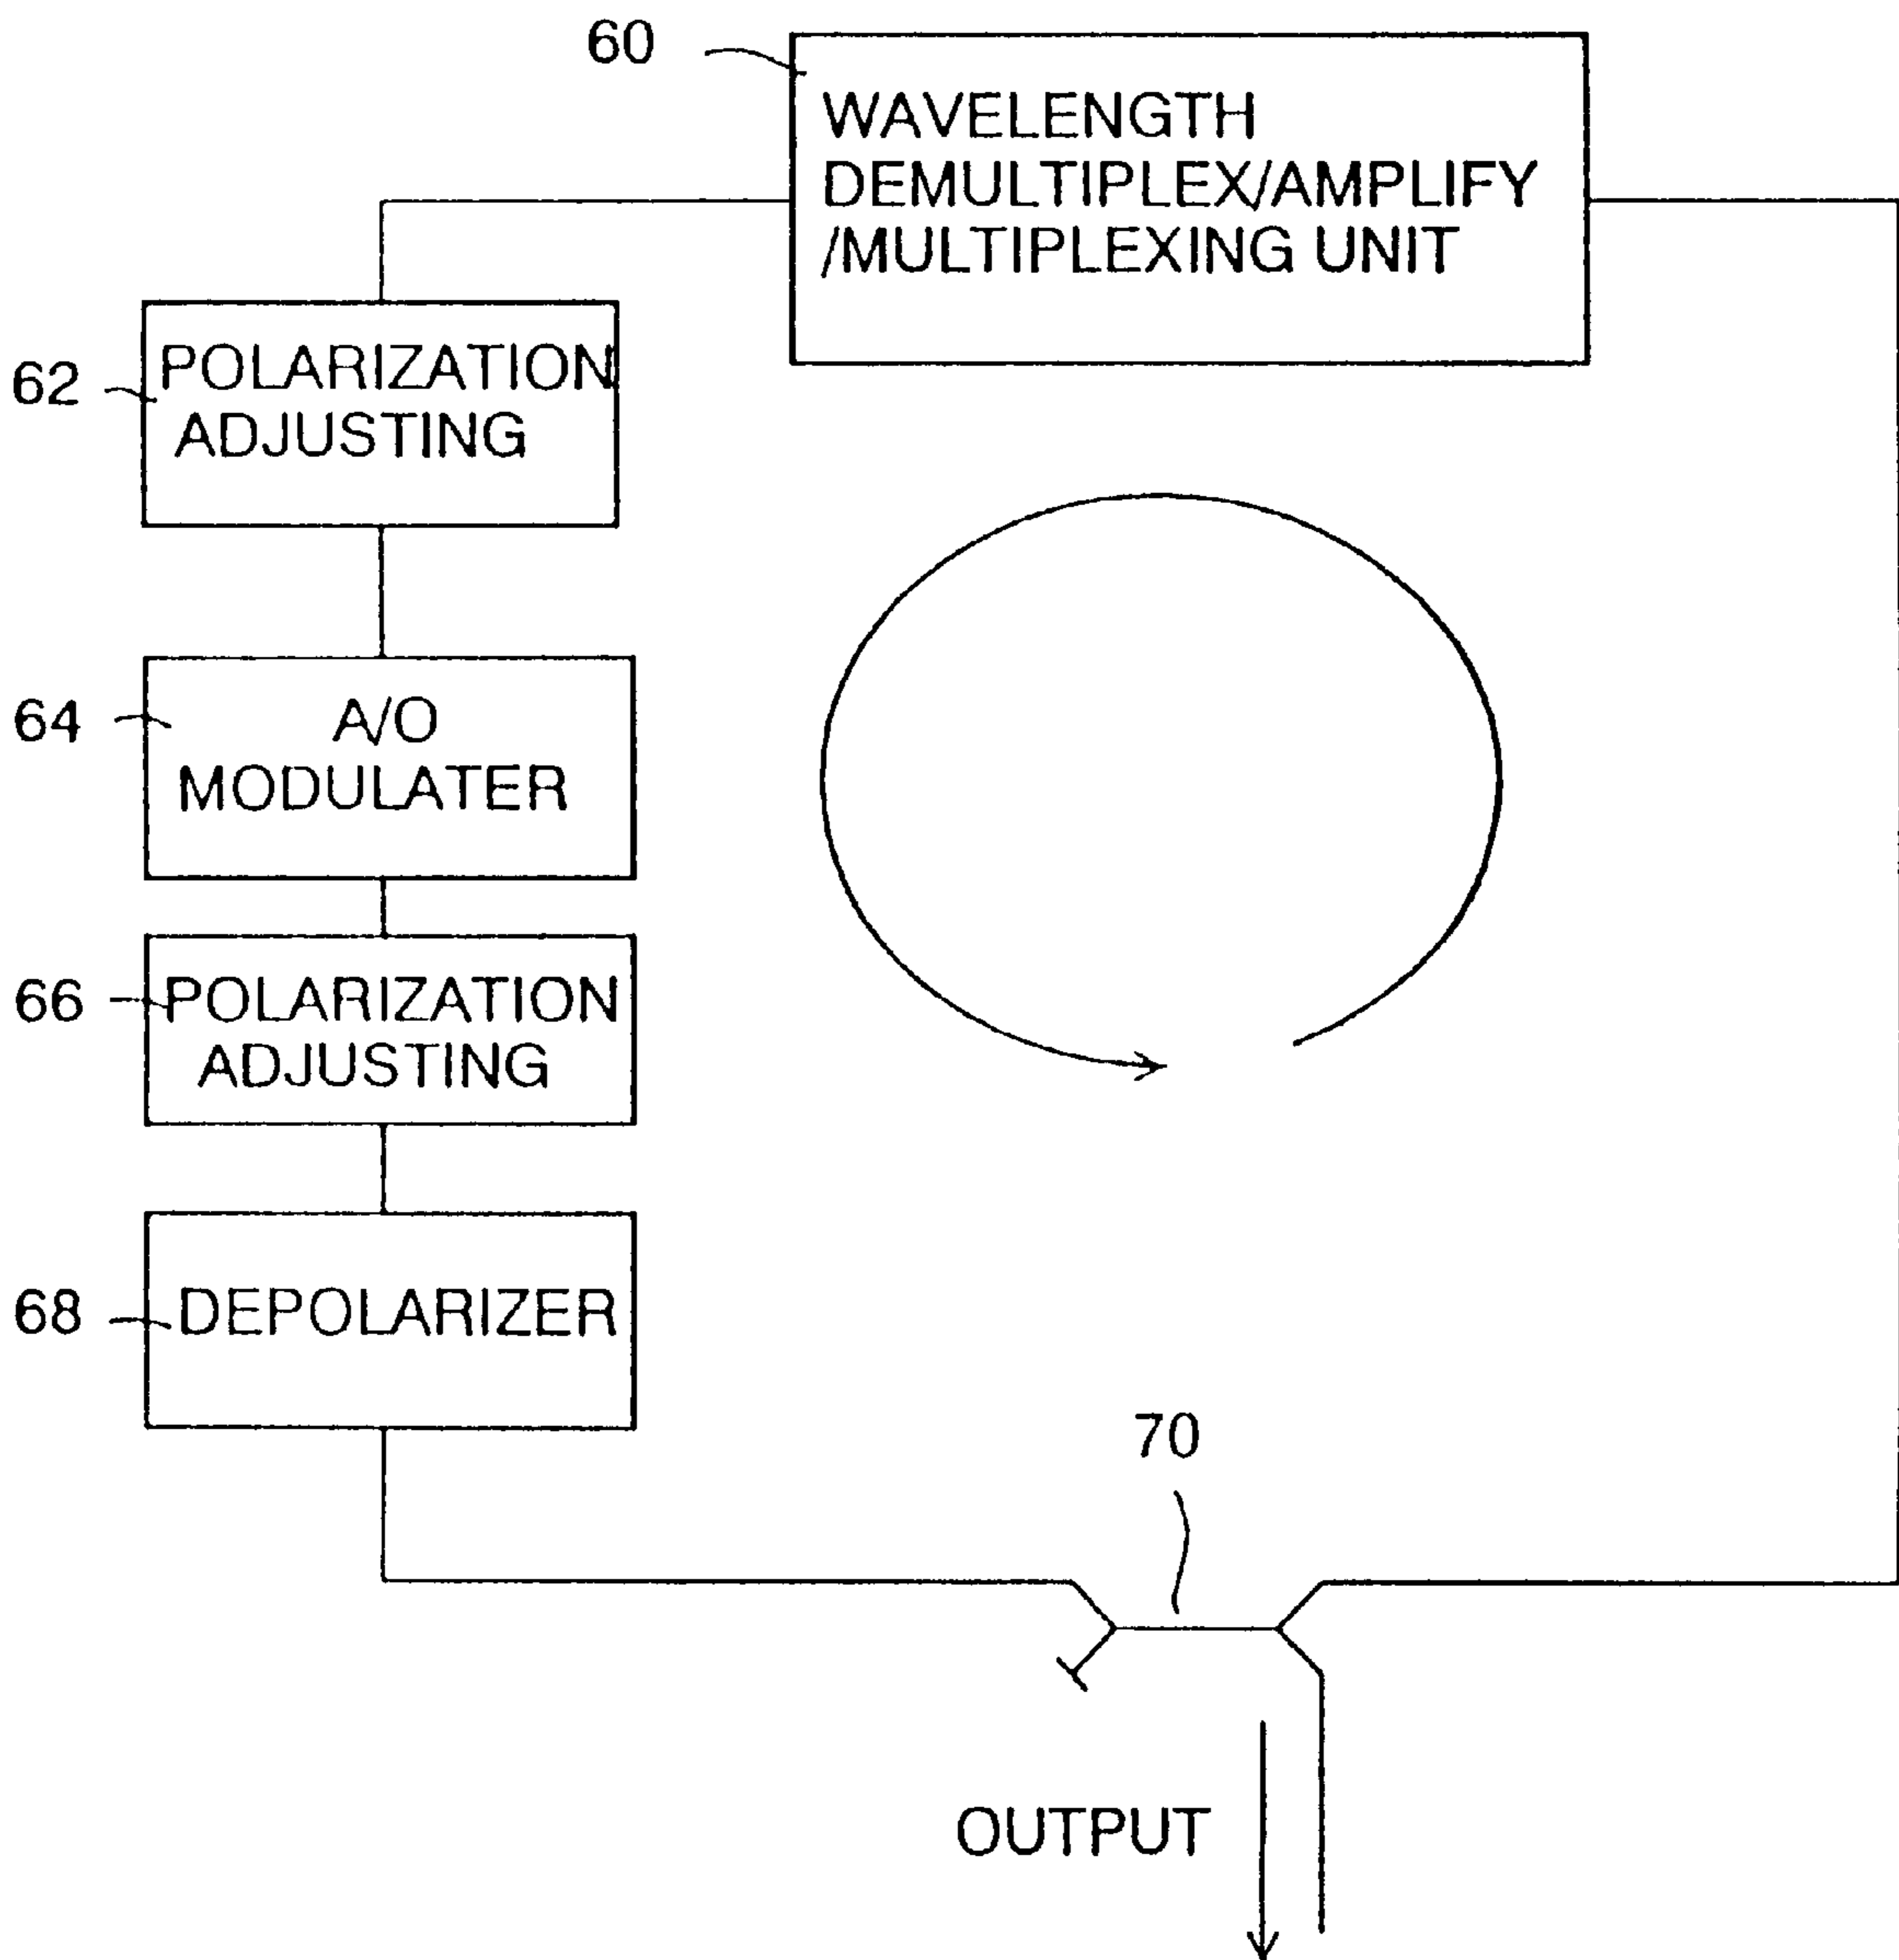 60
WAVELENGTH
DEMULTIPLEX/AMPLIFY
/MULTIPLEXING UNIT
62
POLARIZATION
ADJUSTING
64
A/O
MODULATER
66
POLARIZATION
ADJUSTING
68
DEPOLARIZER
70
OUTPUT